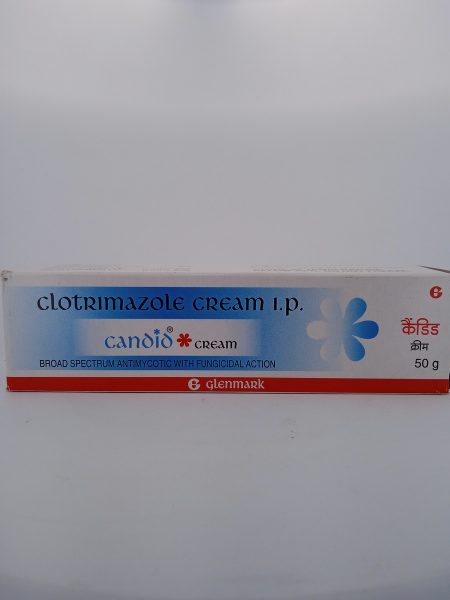 CLOTRIMAZOLE CREAM I.P.
candid® CREAM
BROAD SPECTRUM ANTIMYCOTIC WITH FUNGICIDAL ACTION
कैंडिड
क्रीम
50 g
G glenmark